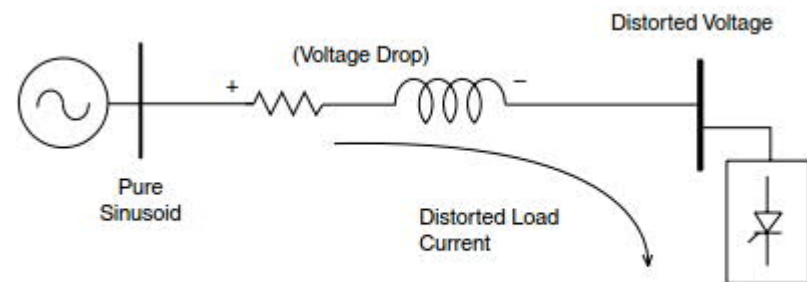 Distorted Voltage
(Voltage Drop)
+
–
Pure
Sinusoid
Distorted Load
Current